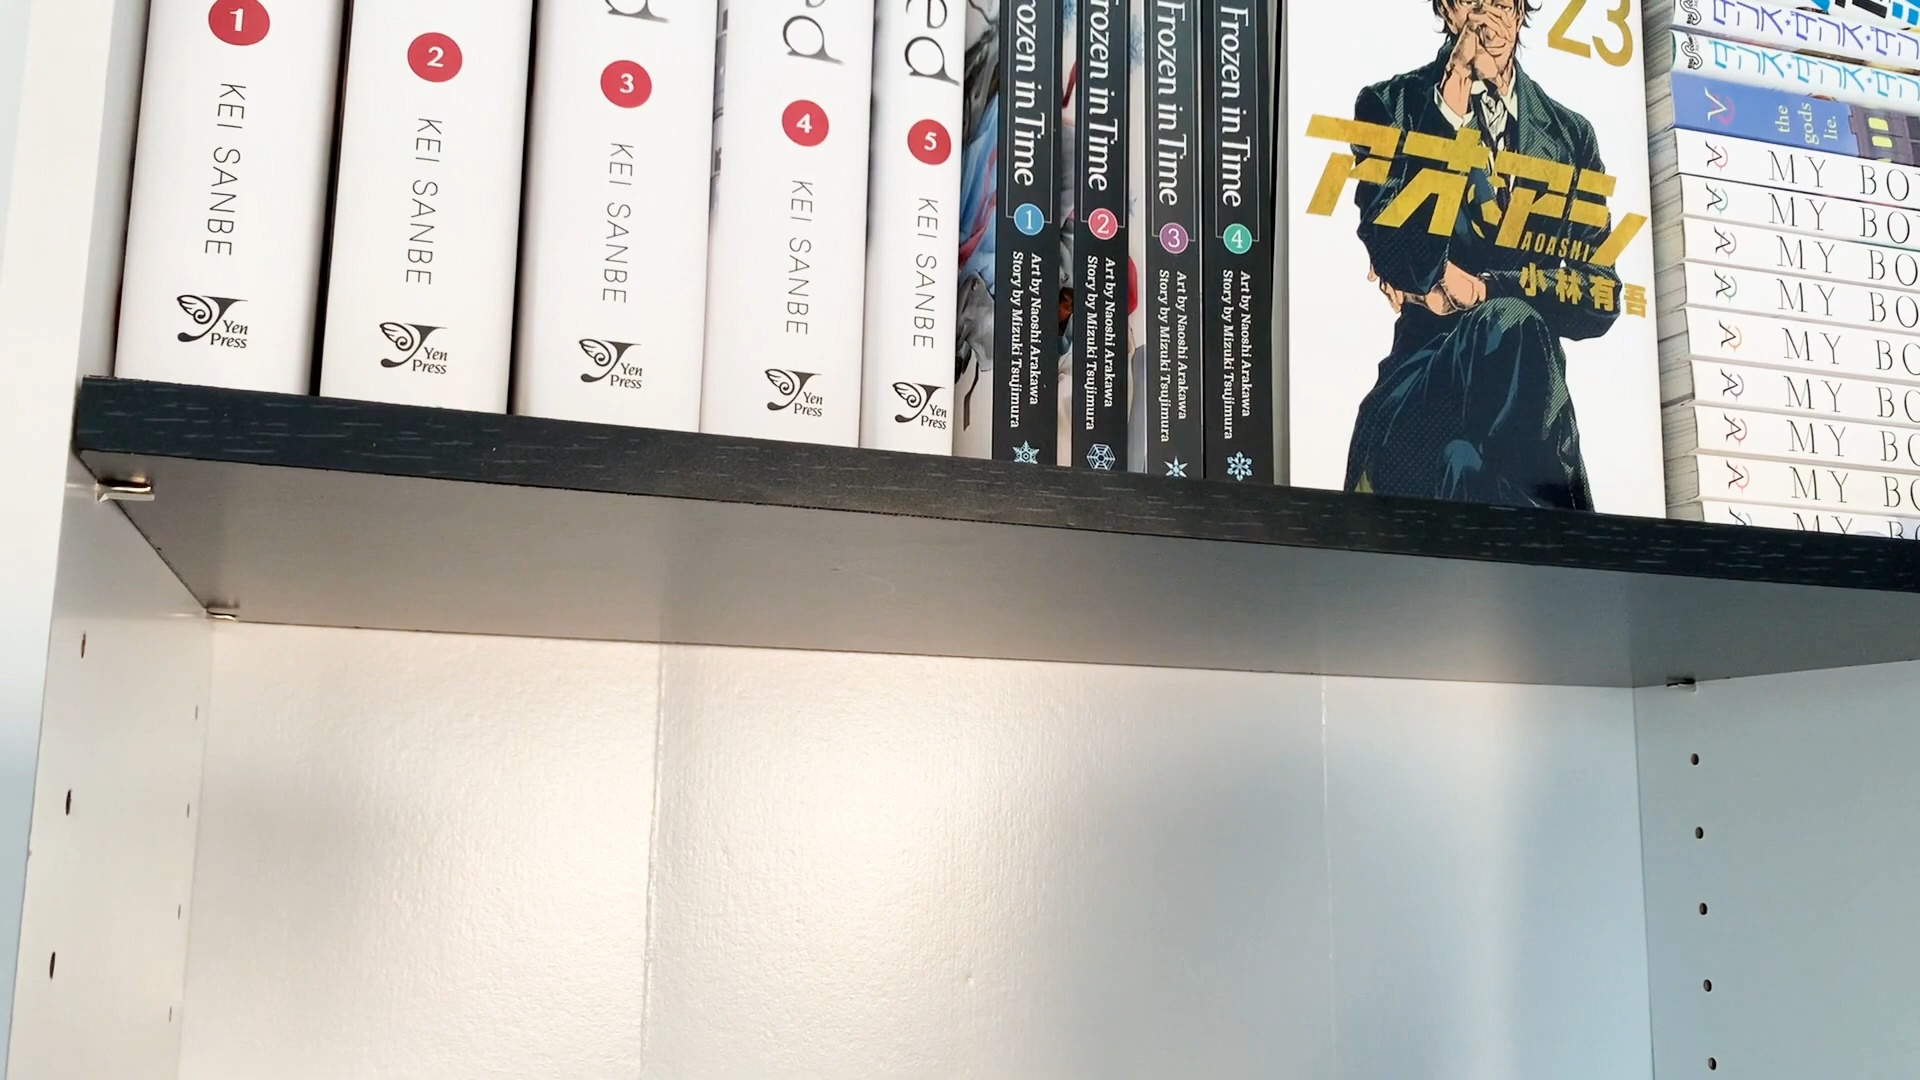 1
KEI SANBE
Yen
Press
2
KEI SANBE
Yen
Press
3
KEI SANBE
Yen
Press
d
4
KEI SANBE
Yen
Press
ed
5
KEI SANBE
Yen
Press
rozen in Time
1
Art by Naoshi Arakawa
Story by Mizuki Tsujimura
Frozen in Time
2
Art by Naoshi Arakawa
Story by Mizuki Tsujimura
Frozen in Time
3
Art by Naoshi Arakawa
Story by Mizuki Tsujimura
Frozen in Time
4
Art by Naoshi Arakawa
Story by Mizuki Tsujimura
23
アオアシ
AOASHI
小林有吾
the
gods
lie.
MY BO
MY BO
MY BO
MY BO
MY BO
MY BO
MY BO
MY BO
MY BO